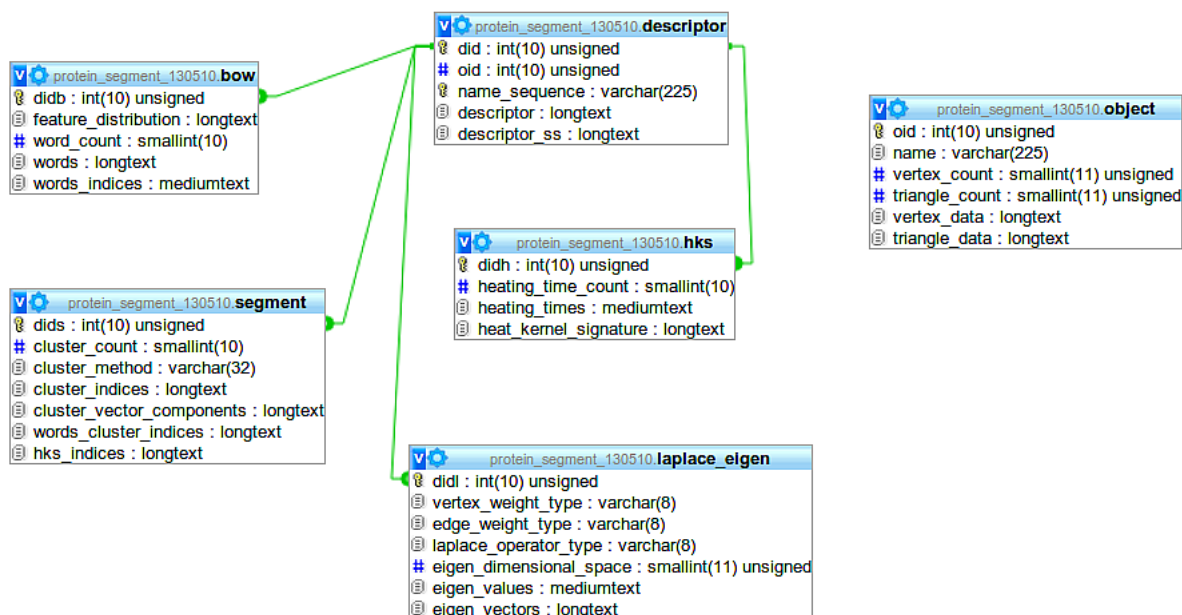 protein_segment_130510.descriptor
did : int(10) unsigned
oid : int(10) unsigned
name_sequence : varchar(225)
descriptor : longtext
descriptor_ss : longtext
protein_segment_130510.bow
didb : int(10) unsigned
feature_distribution : longtext
word_count : smallint(10)
words : longtext
words_indices : mediumtext
protein_segment_130510.object
oid : int(10) unsigned
name : varchar(225)
vertex_count : smallint(11) unsigned
triangle_count : smallint(11) unsigned
vertex_data : longtext
triangle_data : longtext
protein_segment_130510.hks
didh : int(10) unsigned
heating_time_count : smallint(10)
heating_times : mediumtext
heat_kernel_signature : longtext
protein_segment_130510.segment
dids : int(10) unsigned
cluster_count : smallint(10)
cluster_method : varchar(32)
cluster_indices : longtext
cluster_vector_components : longtext
words_cluster_indices : longtext
hks_indices : longtext
protein_segment_130510.laplace_eigen
didl : int(10) unsigned
vertex_weight_type : varchar(8)
edge_weight_type : varchar(8)
laplace_operator_type : varchar(8)
eigen_dimensional_space : smallint(11) unsigned
eigen_values : mediumtext
eigen_vectors : longtext